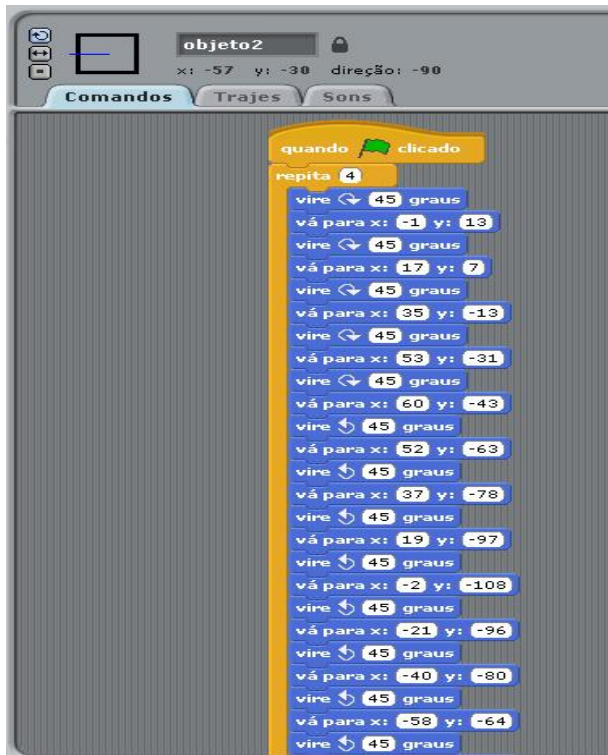 objeto2
x: -57 y: -30 direção: -90
Comandos Trajes Sons
quando clicado
repita 4
vire 45 graus
vá para x: -1 y: 13
vire 45 graus
vá para x: 17 y: 7
vire 45 graus
vá para x: 35 y: -13
vire 45 graus
vá para x: 53 y: -31
vire 45 graus
vá para x: 60 y: -43
vire 45 graus
vá para x: 52 y: -63
vire 45 graus
vá para x: 37 y: -78
vire 45 graus
vá para x: 19 y: -97
vire 45 graus
vá para x: -2 y: -108
vire 45 graus
vá para x: -21 y: -96
vire 45 graus
vá para x: -40 y: -80
vire 45 graus
vá para x: -58 y: -64
vire 45 graus